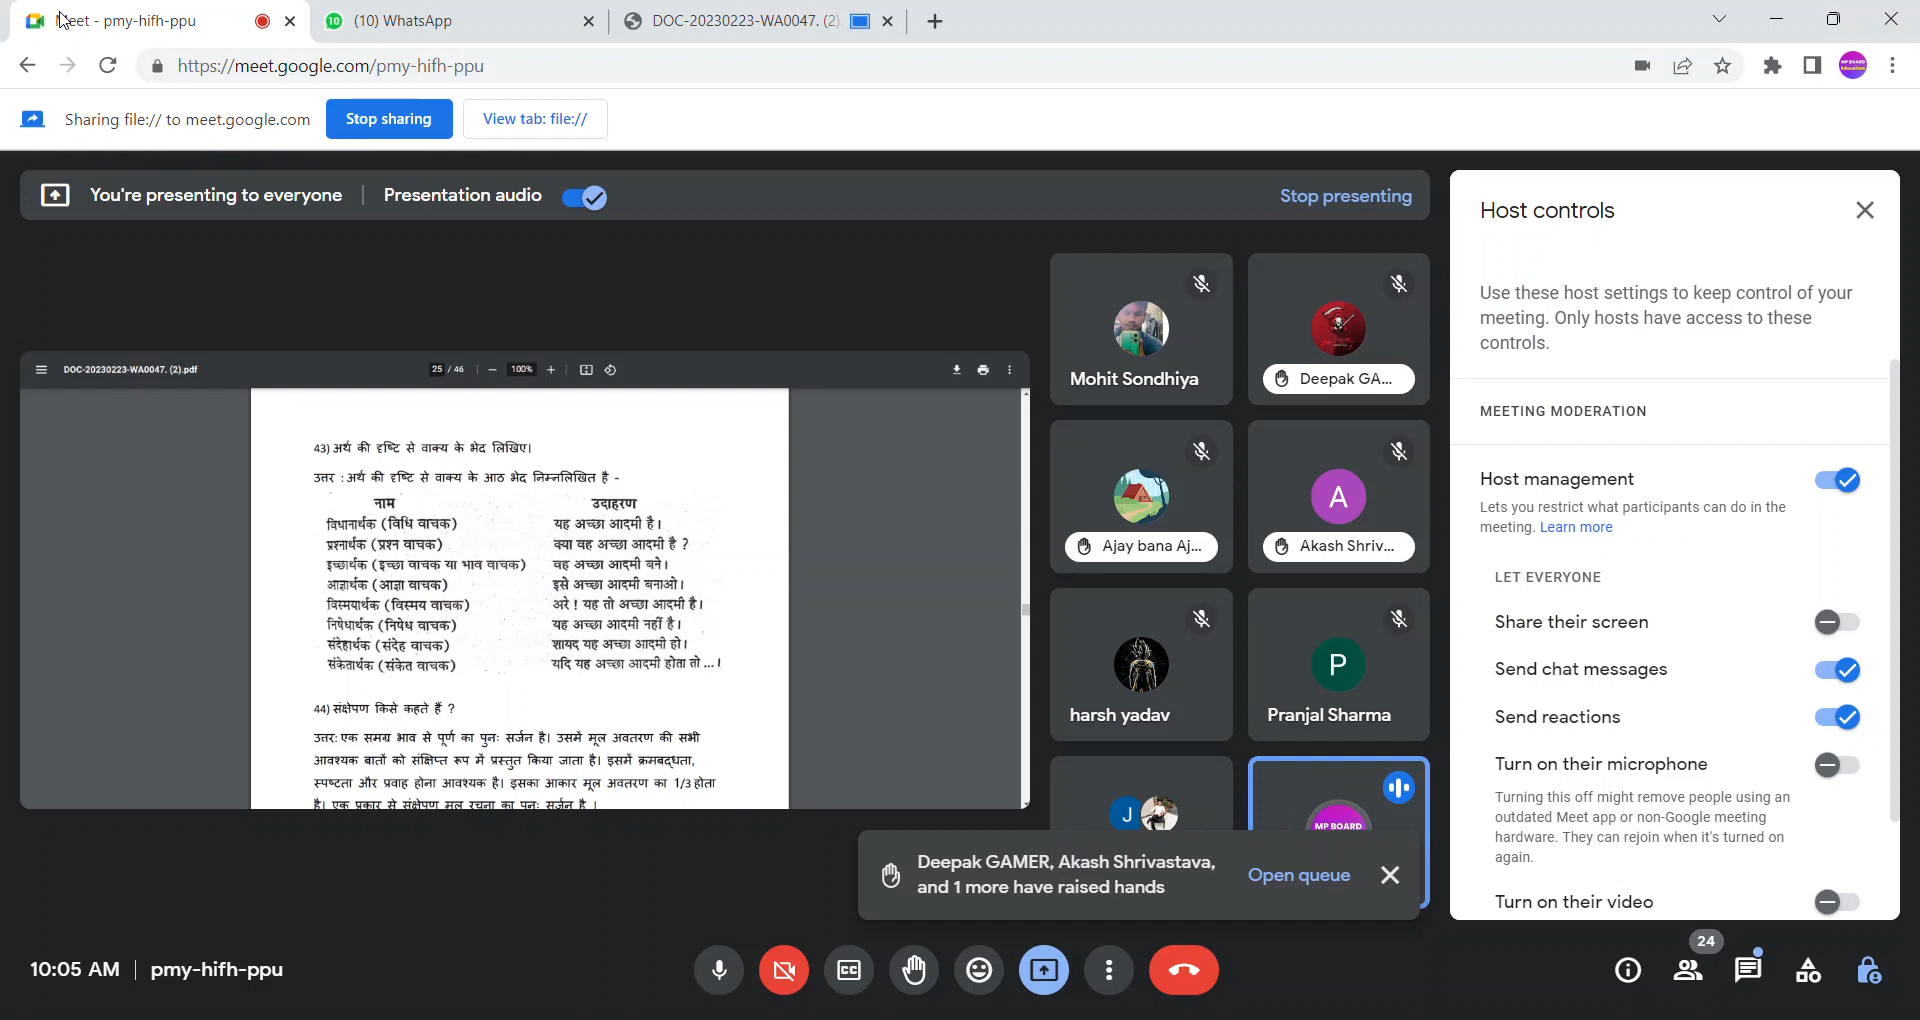 Meet - pmy-hifh-ppu
(10) WhatsApp
DOC-20230223-WA0047. (2)
https://meet.google.com/pmy-hifh-ppu
Sharing file:// to meet.google.com
Stop sharing
View tab: file://
You're presenting to everyone
Presentation audio
Stop presenting
DOC-20230223-WA0047. (2).pdf
25 / 46
100%
43) अर्थ की दृष्टि से वाक्य के भेद लिखिए।
उत्तर : अर्थ की दृष्टि से वाक्य के आठ भेद निम्नलिखित है -
नाम उदाहरण
विधानार्थक (विधि वाचक) यह अच्छा आदमी है।
प्रश्नार्थक (प्रश्न वाचक) क्या वह अच्छा आदमी है ?
इच्छार्थक (इच्छा वाचक या भाव वाचक) वह अच्छा आदमी बने।
आज्ञार्थक (आज्ञा वाचक) इसे अच्छा आदमी बनाओ।
विस्मयार्थक (विस्मय वाचक) अरे ! यह तो अच्छा आदमी है।
निषेधार्थक (निषेध वाचक) यह अच्छा आदमी नहीं है।
संदेहार्थक (संदेह वाचक) शायद यह अच्छा आदमी हो।
संकेतार्थक (संकेत वाचक) यदि यह अच्छा आदमी होता तो ...।
44) संक्षेपण किसे कहते हैं ?
उत्तर: एक समग्र भाव से पूर्ण का पुनः सर्जन है। उसमें मूल अवतरण की सभी
आवश्यक बातों को संक्षिप्त रूप में प्रस्तुत किया जाता है। इसमें क्रमबद्धता,
स्पष्टता और प्रवाह होना आवश्यक है। इसका आकार मूल अवतरण का 1/3 होता
है। एक प्रकार से संक्षेपण मूल रचना का पुनः सर्जन है ।
Mohit Sondhiya
Deepak GA...
Ajay bana Aj...
A
Akash Shriv...
harsh yadav
P
Pranjal Sharma
J
MP BOARD
Deepak GAMER, Akash Shrivastava,
and 1 more have raised hands
Open queue
Host controls
Use these host settings to keep control of your
meeting. Only hosts have access to these
controls.
MEETING MODERATION
Host management
Lets you restrict what participants can do in the
meeting. Learn more
LET EVERYONE
Share their screen
Send chat messages
Send reactions
Turn on their microphone
Turning this off might remove people using an
outdated Meet app or non-Google meeting
hardware. They can rejoin when it's turned on
again.
Turn on their video
10:05 AM
pmy-hifh-ppu
CC
24